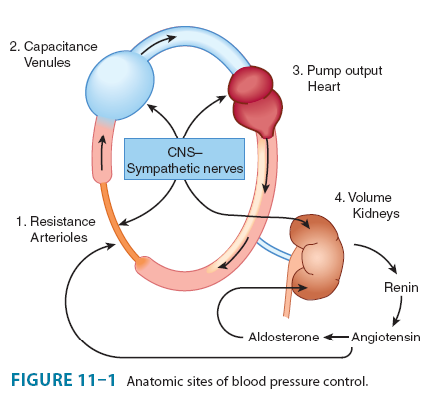 2. Capacitance
Venules
3. Pump output
Heart
CNS–
Sympathetic nerves
4. Volume
Kidneys
1. Resistance
Arterioles
Renin
Aldosterone
Angiotensin
FIGURE 11–1 Anatomic sites of blood pressure control.